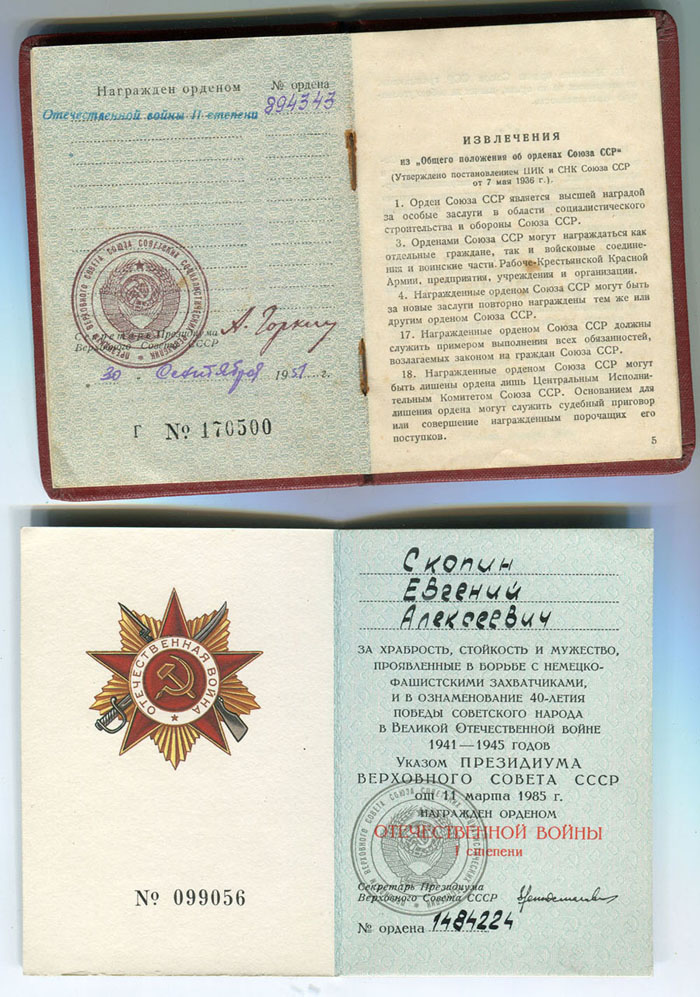 Награжден орденом
№ ордена
Отечественной войны II степени
894343
ПРЕЗИДИУМ ВЕРХОВНОГО СОВЕТА СОЮЗА СОВЕТСКИХ СОЦИАЛИСТИЧЕСКИХ
Секретарь Президиума
Верховного Совета СССР
А. Горкин
30 сентября 1951 г.
Г № 170500
ИЗВЛЕЧЕНИЯ
из „Общего положения об орденах Союза ССР“
(Утверждено постановлением ЦИК и СНК Союза ССР
от 7 мая 1936 г.).
1. Орден Союза ССР является высшей наградой
за особые заслуги в области социалистического
строительства и обороны Союза ССР.
3. Орденами Союза ССР могут награждаться как
отдельные граждане, так и войсковые соедине-
ния и воинские части Рабоче-Крестьянской Красной
Армии, предприятия, учреждения и организации.
4. Награжденные орденом Союза ССР могут быть
за новые заслуги повторно награждены тем же или
другим орденом Союза ССР.
17. Награжденные орденом Союза ССР должны
служить примером выполнения всех обязанностей,
возлагаемых законом на граждан Союза ССР.
18. Награжденные орденом Союза ССР могут
быть лишены ордена лишь Центральным Исполни-
тельным Комитетом Союза ССР. Основанием для
лишения ордена могут служить судебный приговор
или совершение награжденным порочащих его
поступков.
5
ОТЕЧЕСТВЕННАЯ ВОЙНА
№ 099056
Скопин
Евгений
Алексеевич
ЗА ХРАБРОСТЬ, СТОЙКОСТЬ И МУЖЕСТВО,
ПРОЯВЛЕННЫЕ В БОРЬБЕ С НЕМЕЦКО-
ФАШИСТСКИМИ ЗАХВАТЧИКАМИ,
И В ОЗНАМЕНОВАНИЕ 40-ЛЕТИЯ
ПОБЕДЫ СОВЕТСКОГО НАРОДА
В ВЕЛИКОЙ ОТЕЧЕСТВЕННОЙ ВОЙНЕ
1941—1945 ГОДОВ
УКАЗОМ ПРЕЗИДИУМА
ВЕРХОВНОГО СОВЕТА СССР
от 11 марта 1985 г.
НАГРАЖДЕН ОРДЕНОМ
ОТЕЧЕСТВЕННОЙ ВОЙНЫ
I степени
Секретарь Президиума
Верховного Совета СССР
№ ордена 1484224